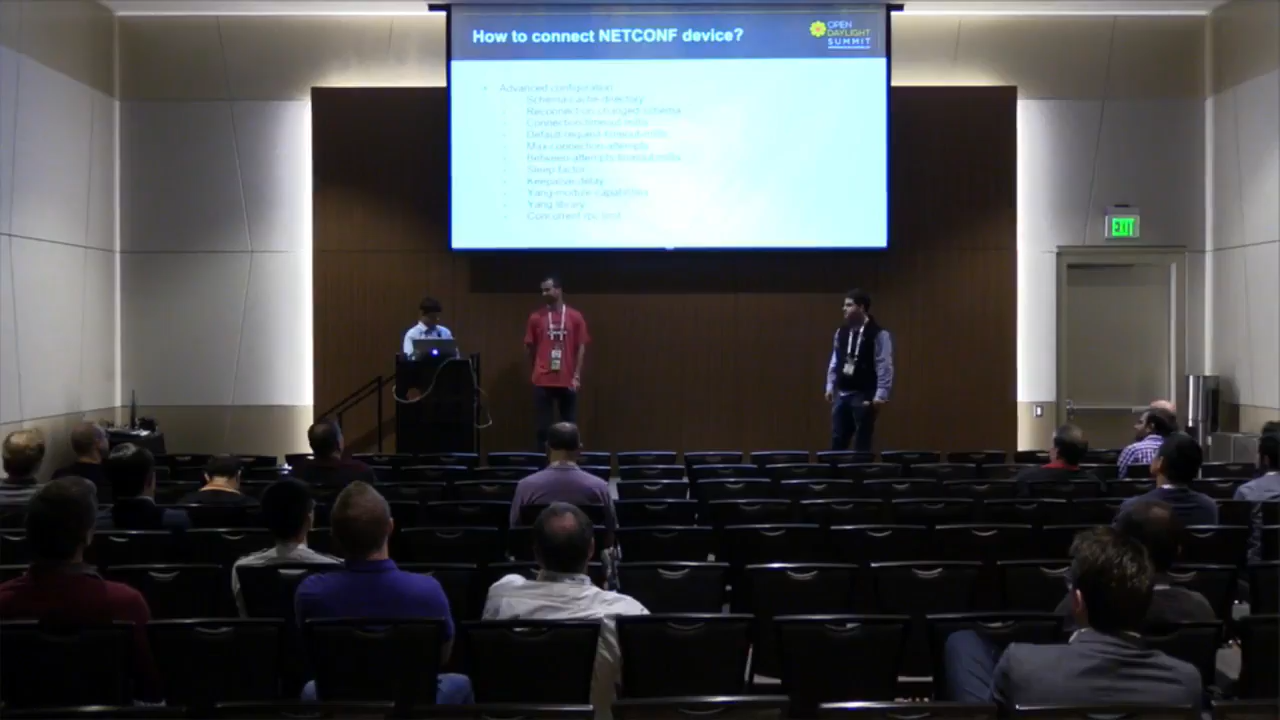 How to connect NETCONF device?
OPEN
DAYLIGHT
SUMMIT
Advanced configuration
Schema cache directory
Reconnect on changed schema
Connection timeout millis
Default request timeout millis
Max connection attempts
Between attempts timeout millis
Sleep factor
Keepalive delay
Yang-module-capabilities
Yang library
Concurrent rpc limit
EXIT